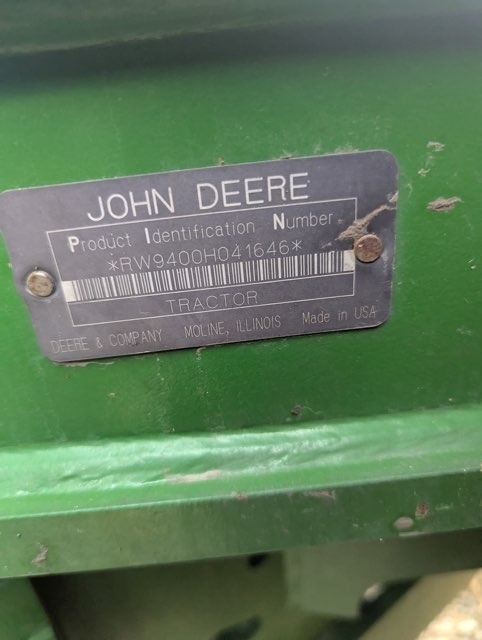 JOHN DEERE
Product Identification Number
*RW9400H041646*
TRACTOR
DEERE & COMPANY MOLINE, ILLINOIS Made in USA